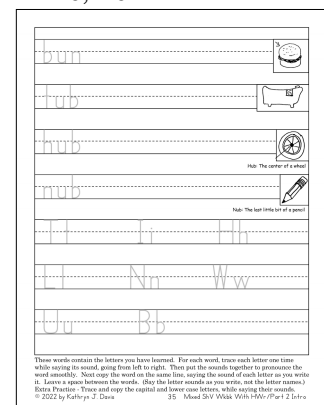 bun
tub
hub
Hub: The center of a wheel
nub
Nub- The last little bit of a pencil
Tt Ii Hh
Ll Nn Ww
Uu Bb
These words contain the letters you have learned. For each word, trace each letter one time
while saying its sound, going from left to right. Then put the sounds together to pronounce the
word smoothly. Next copy the word on the same line, saying the sound of each letter as you write
it. Leave a space between the words. (Say the letter sounds as you write, not the letter names.)
Extra Practice - Trace and copy the capital and lower case letters, while saying their sounds.
© 2022 by Kathryn J. Davis 35 Mixed ShV Wkbk With HWr/Part 2 Intro